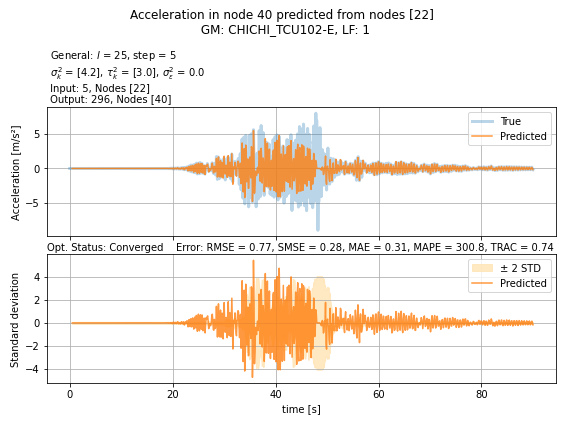 Acceleration in node 40 predicted from nodes [22]
GM: CHICHI_TCU102-E, LF: 1
General: l = 25, step = 5
σ²ₖ = [4.2], τ²ₖ = [3.0], σ²ε = 0.0
Input: 5, Nodes [22]
Output: 296, Nodes [40]
Acceleration [m/s²]
5
0
−5
True
Predicted
Opt. Status: Converged Error: RMSE = 0.77, SMSE = 0.28, MAE = 0.31, MAPE = 300.8, TRAC = 0.74
Standard deviation
4
2
0
−2
−4
± 2 STD
Predicted
0 20 40 60 80
time [s]